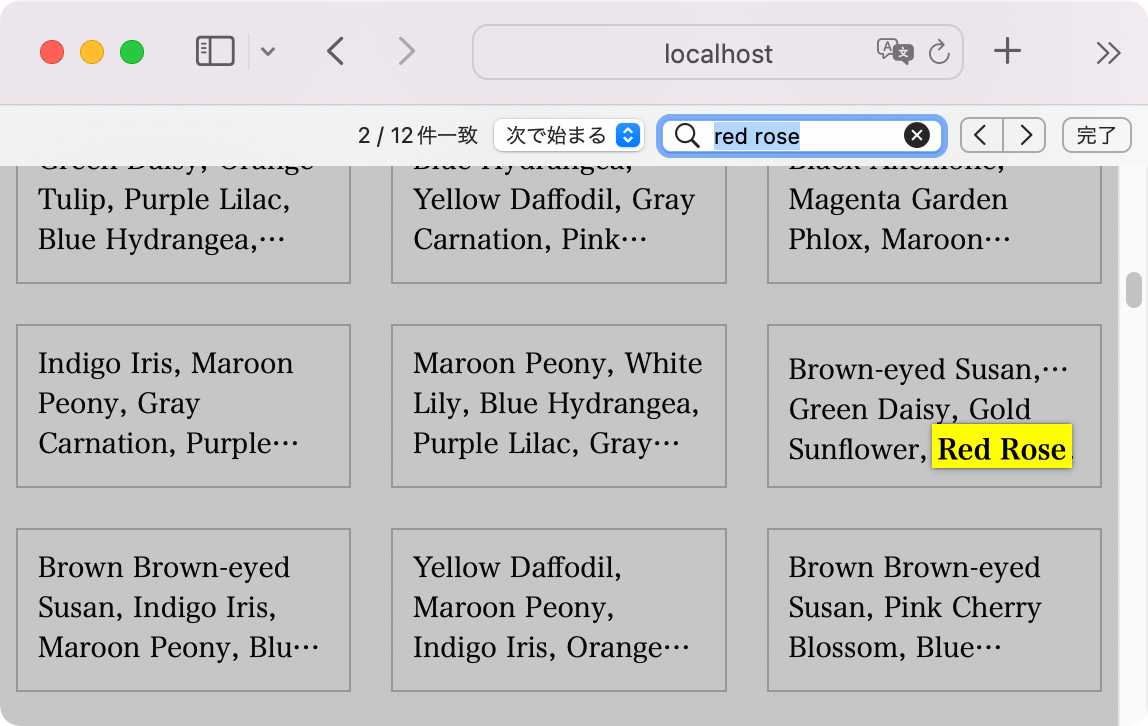 localhost
2 / 12件一致 次で始まる red rose 完了
Green Daisy, Orange
Tulip, Purple Lilac,
Blue Hydrangea,…
Blue Hydrangea,
Yellow Daffodil, Gray
Carnation, Pink…
Black Anemone,
Magenta Garden
Phlox, Maroon…
Indigo Iris, Maroon
Peony, Gray
Carnation, Purple…
Maroon Peony, White
Lily, Blue Hydrangea,
Purple Lilac, Gray…
Brown-eyed Susan,…
Green Daisy, Gold
Sunflower, Red Rose.
Brown Brown-eyed
Susan, Indigo Iris,
Maroon Peony, Blu…
Yellow Daffodil,
Maroon Peony,
Indigo Iris, Orange…
Brown Brown-eyed
Susan, Pink Cherry
Blossom, Blue…